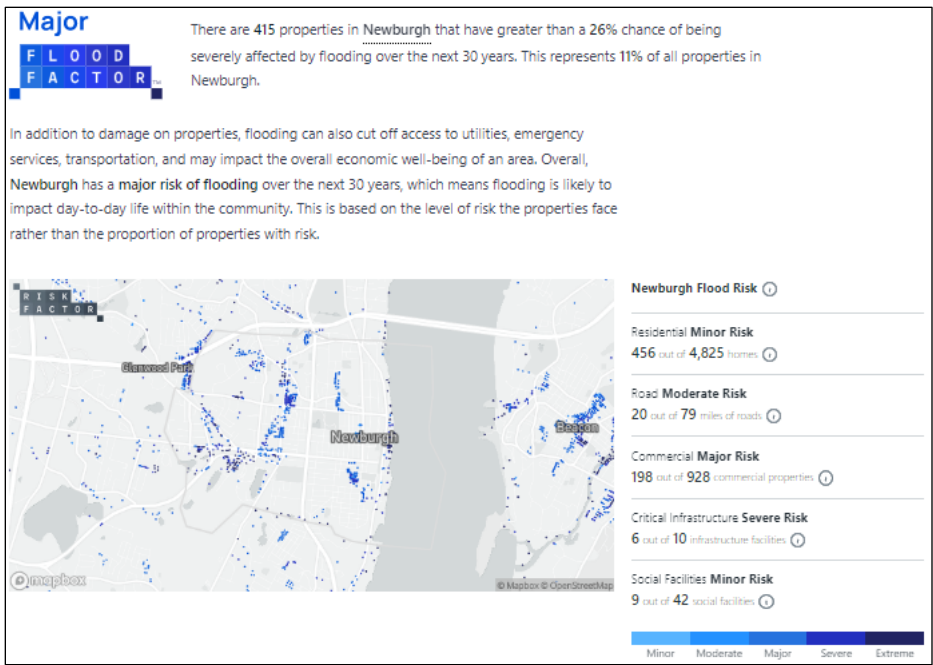 Major
FLOOD
FACTOR™
There are 415 properties in Newburgh that have greater than a 26% chance of being
severely affected by flooding over the next 30 years. This represents 11% of all properties in
Newburgh.
In addition to damage on properties, flooding can also cut off access to utilities, emergency
services, transportation, and may impact the overall economic well-being of an area. Overall,
Newburgh has a major risk of flooding over the next 30 years, which means flooding is likely to
impact day-to-day life within the community. This is based on the level of risk the properties face
rather than the proportion of properties with risk.
RISK
FACTOR
Glenwood Park
Newburgh
Beacon
mapbox
© Mapbox © OpenStreetMap
Newburgh Flood Risk
Residential Minor Risk
456 out of 4,825 homes
Road Moderate Risk
20 out of 79 miles of roads
Commercial Major Risk
198 out of 928 commercial properties
Critical Infrastructure Severe Risk
6 out of 10 infrastructure facilities
Social Facilities Minor Risk
9 out of 42 social facilities
Minor Moderate Major Severe Extreme